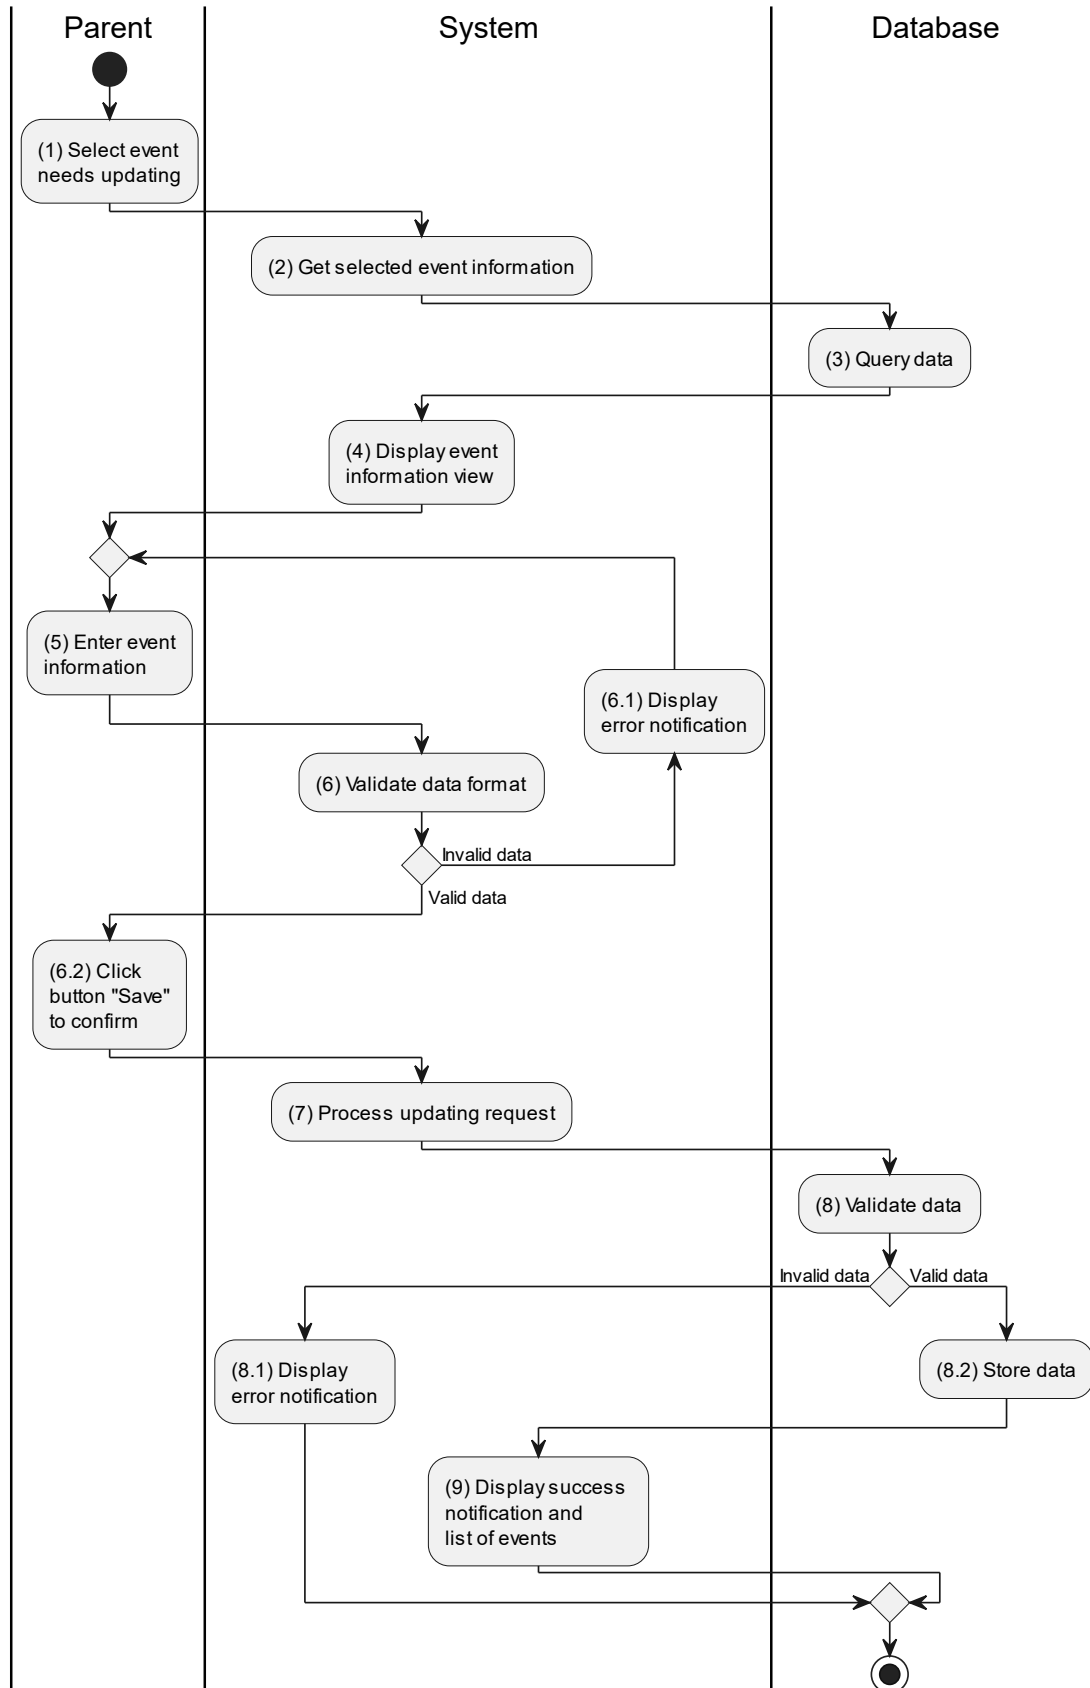 Parent
System
Database
(1) Select event
needs updating
(2) Get selected event information
(3) Query data
(4) Display event
information view
(5) Enter event
information
(6.1) Display
error notification
(6) Validate data format
Invalid data
Valid data
(6.2) Click
button "Save"
to confirm
(7) Process updating request
(8) Validate data
Invalid data
Valid data
(8.1) Display
error notification
(8.2) Store data
(9) Display success
notification and
list of events